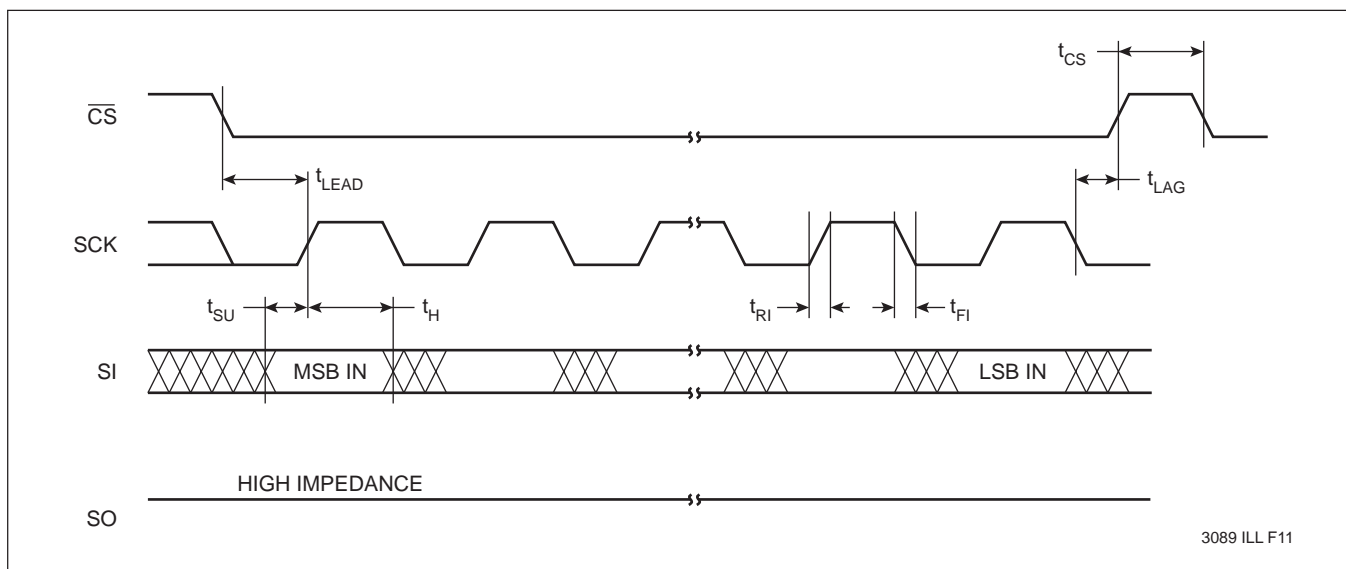 tCS
CS
tLEAD
tLAG
SCK
tSU
tH
tRI
tFI
SI
MSB IN
LSB IN
HIGH IMPEDANCE
SO
3089 ILL F11